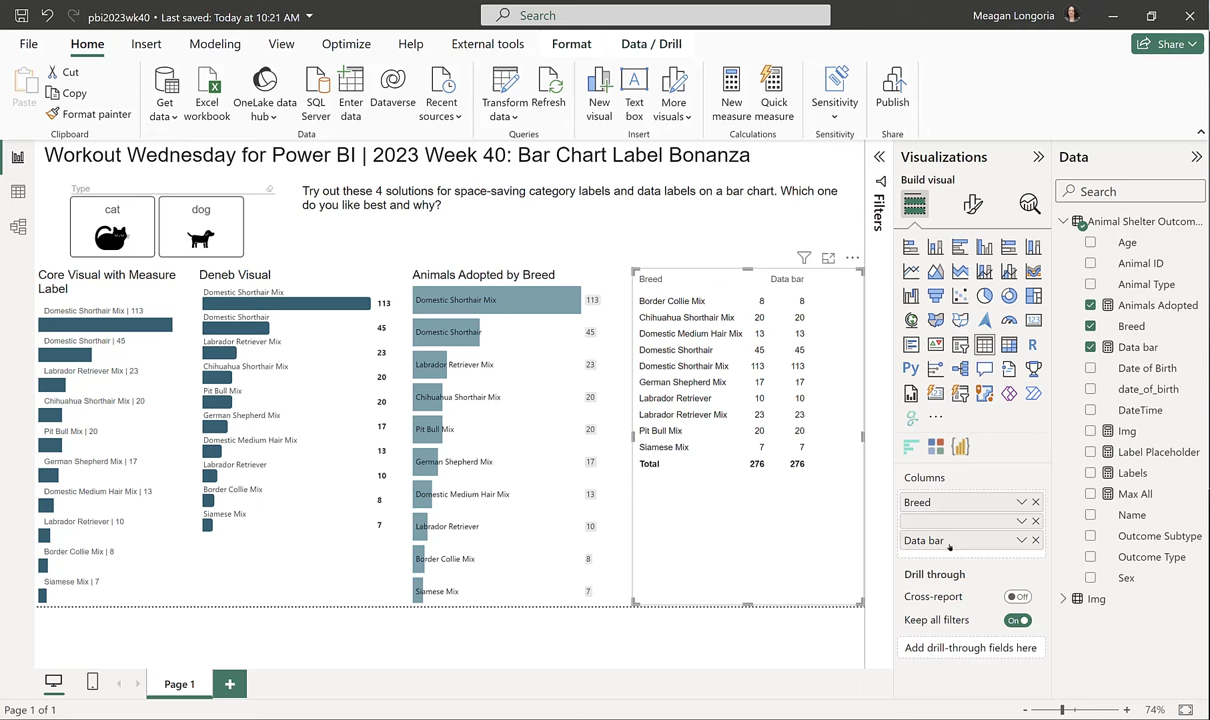 pbi2023wk40 • Last saved: Today at 10:21 AM
Search
Meagan Longoria
File Home Insert Modeling View Optimize Help External tools Format Data / Drill
Share
Paste
Cut
Copy
Format painter
Get data
Excel workbook
OneLake data hub
SQL Server
Enter data
Dataverse
Recent sources
Transform data
Refresh
New visual
Text box
More visuals
New measure
Quick measure
Sensitivity
Publish
Clipboard Data Queries Insert Calculations Sensitivity Share
Workout Wednesday for Power BI | 2023 Week 40: Bar Chart Label Bonanza
Type
cat
dog
Try out these 4 solutions for space-saving category labels and data labels on a bar chart. Which one
do you like best and why?
Core Visual with Measure
Label
Domestic Shorthair Mix | 113
Domestic Shorthair | 45
Labrador Retriever Mix | 23
Chihuahua Shorthair Mix | 20
Pit Bull Mix | 20
German Shepherd Mix | 17
Domestic Medium Hair Mix | 13
Labrador Retriever | 10
Border Collie Mix | 8
Siamese Mix | 7
Deneb Visual
Domestic Shorthair Mix
113
Domestic Shorthair
45
Labrador Retriever Mix
23
Chihuahua Shorthair Mix
20
Pit Bull Mix
20
German Shepherd Mix
17
Domestic Medium Hair Mix
13
Labrador Retriever
10
Border Collie Mix
8
Siamese Mix
7
Animals Adopted by Breed
Domestic Shorthair Mix 113
Domestic Shorthair 45
Labrador Retriever Mix 23
Chihuahua Shorthair Mix 20
Pit Bull Mix 20
German Shepherd Mix 17
Domestic Medium Hair Mix 13
Labrador Retriever 10
Border Collie Mix 8
Siamese Mix 7
Breed Data bar
Border Collie Mix 8 8
Chihuahua Shorthair Mix 20 20
Domestic Medium Hair Mix 13 13
Domestic Shorthair 45 45
Domestic Shorthair Mix 113 113
German Shepherd Mix 17 17
Labrador Retriever 10 10
Labrador Retriever Mix 23 23
Pit Bull Mix 20 20
Siamese Mix 7 7
Total 276 276
Filters
Visualizations
Build visual
123
R
Py
Columns
Breed
Data bar
Drill through
Cross-report
Off
Keep all filters
On
Add drill-through fields here
Data
Search
Animal Shelter Outcom...
Age
Animal ID
Animal Type
Animals Adopted
Breed
Data bar
Date of Birth
date_of_birth
DateTime
Img
Label Placeholder
Labels
Max All
Name
Outcome Subtype
Outcome Type
Sex
Img
Page 1
+
Page 1 of 1
- + 74%